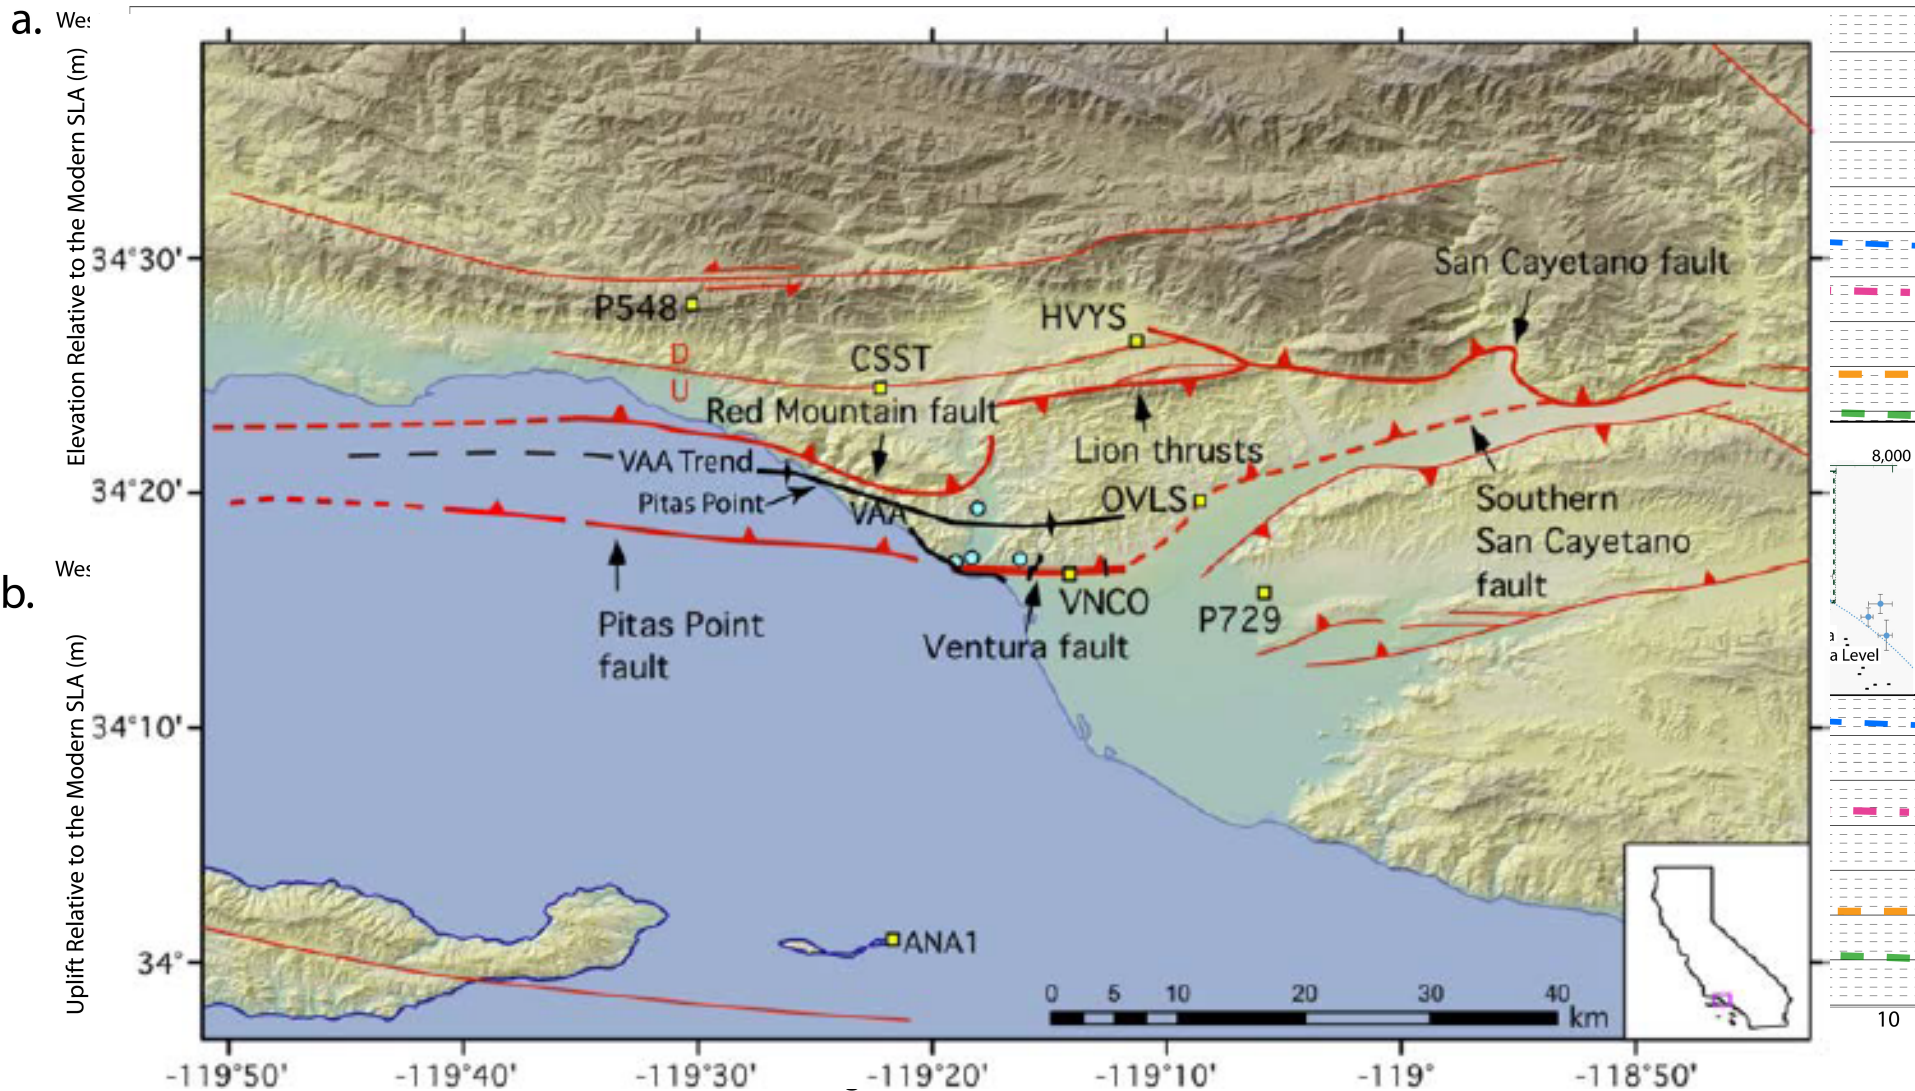 a.
Wes
Elevation Relative to the Modern SLA (m)
34°30'
San Cayetano fault
P548
HVYS
D
CSST
U
Red Mountain fault
8,000
VAA Trend
Lion thrusts
34°20'
Pitas Point
OVLS
VAA
Southern
San Cayetano
fault
Wes
b.
VNCO
P729
Pitas Point
fault
Ventura fault
a
a Level
Uplift Relative to the Modern SLA (m)
34°10'
34°
ANA1
0 5 10 20 30 40
km
10
-119°50' -119°40' -119°30' -119°20' -119°10' -119° -118°50'